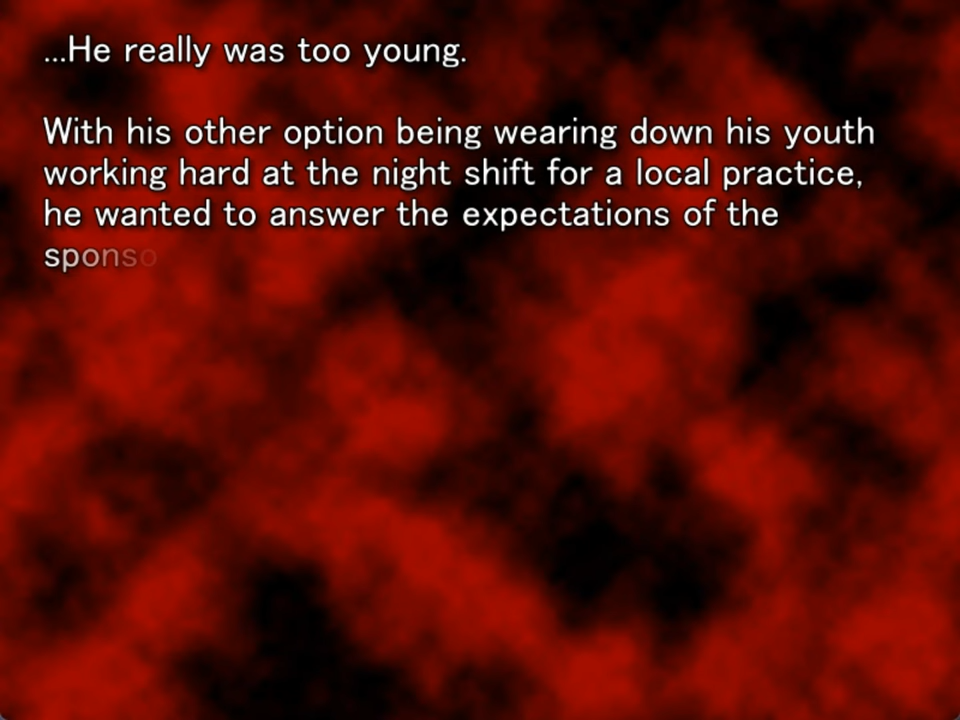 ...He really was too young.
With his other option being wearing down his youth
working hard at the night shift for a local practice,
he wanted to answer the expectations of the
sponso